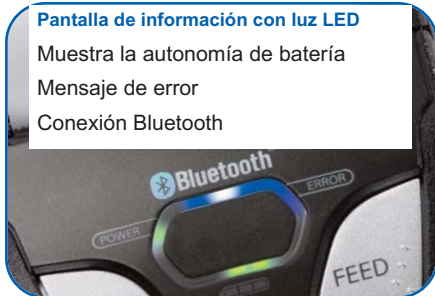 Pantalla de información con luz LED
Muestra la autonomía de batería
Mensaje de error
Conexión Bluetooth
Bluetooth
POWER
ERROR
FEED